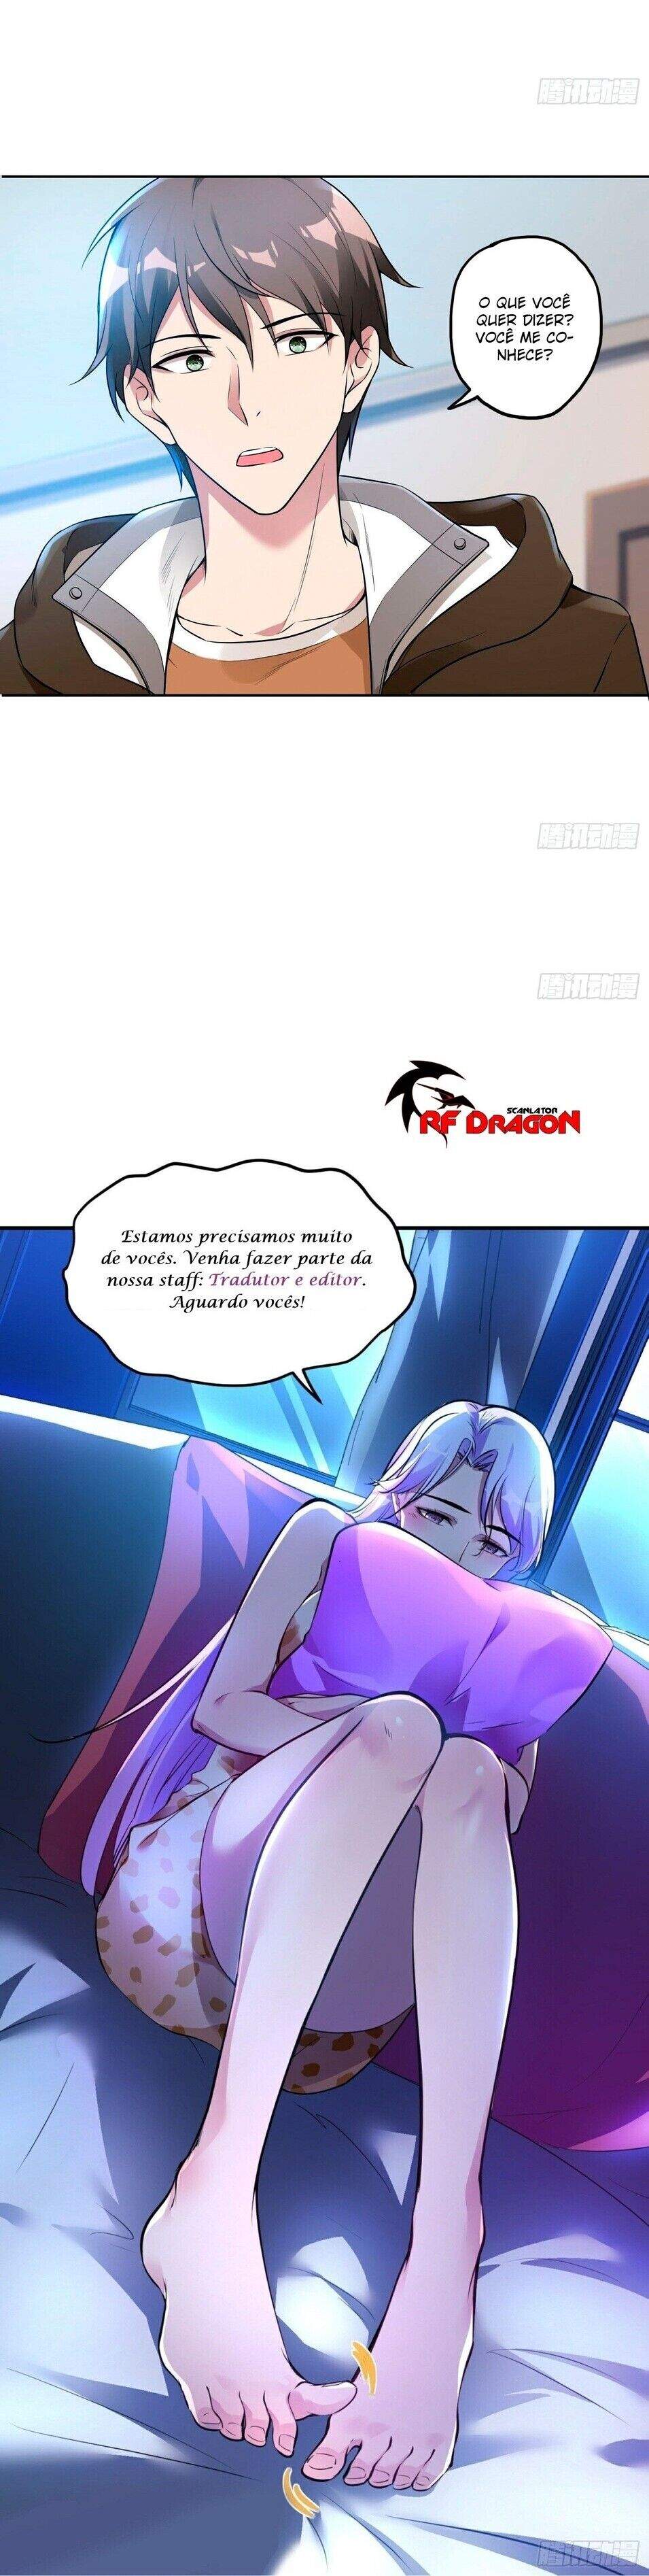 腾讯动漫
O QUE VOCÊ
QUER DIZER?
VOCÊ ME CO-
NHECE?
腾讯动漫
腾讯动漫
SCANLATOR
RF DRAGON
Estamos precisamos muito
de vocês. Venha fazer parte da
nossa staff: Tradutor e editor.
Aguardo vocês!
腾讯动漫